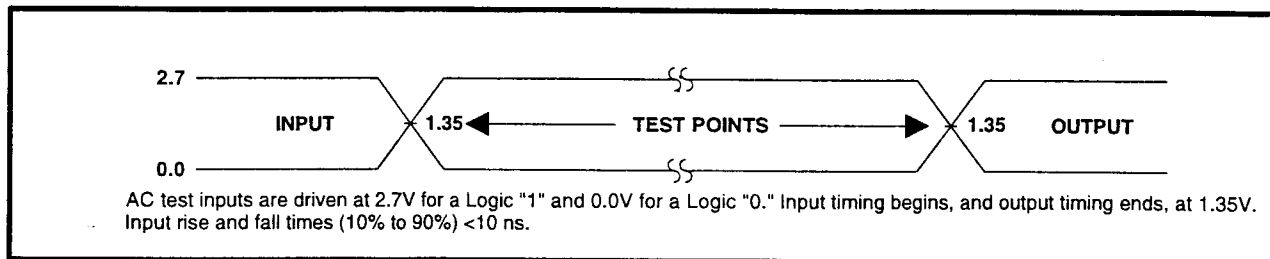 2.7
INPUT 1.35 TEST POINTS 1.35 OUTPUT
0.0
AC test inputs are driven at 2.7V for a Logic "1" and 0.0V for a Logic "0." Input timing begins, and output timing ends, at 1.35V.
Input rise and fall times (10% to 90%) <10 ns.